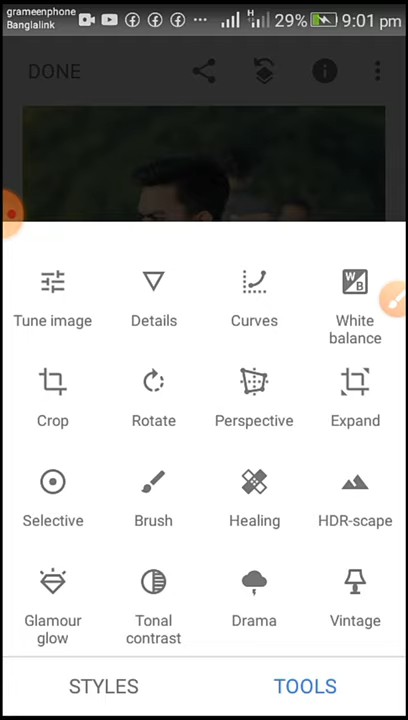 grameenphone
Banglalink
29%
9:01 pm
DONE
Tune image
Details
Curves
White
balance
Crop
Rotate
Perspective
Expand
Selective
Brush
Healing
HDR-scape
Glamour
glow
Tonal
contrast
Drama
Vintage
STYLES
TOOLS